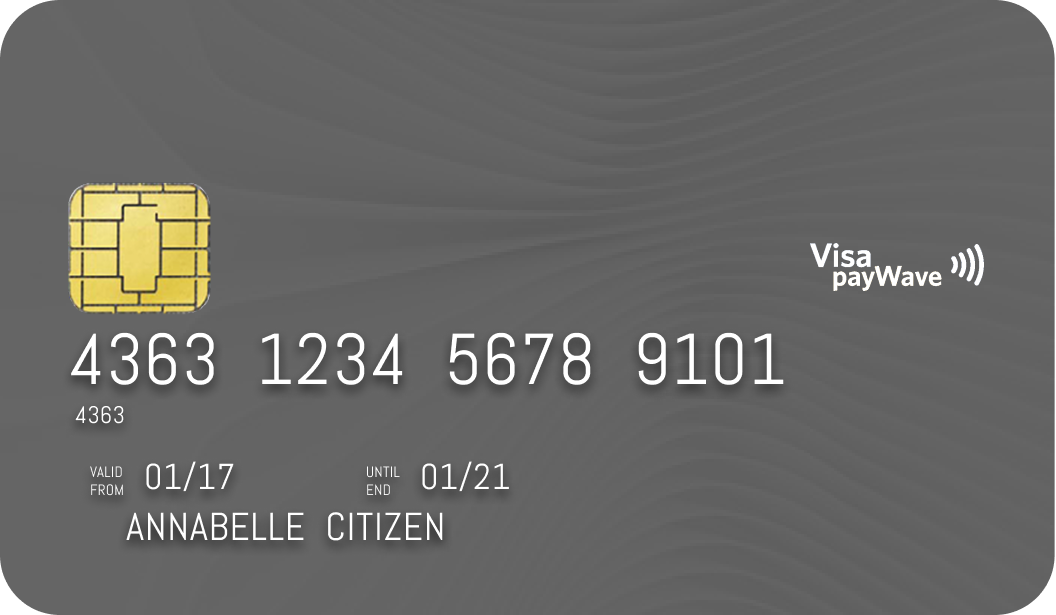 Visa
payWave
4363 1234 5678 9101
4363
VALID FROM 01/17 UNTIL END 01/21
ANNABELLE CITIZEN